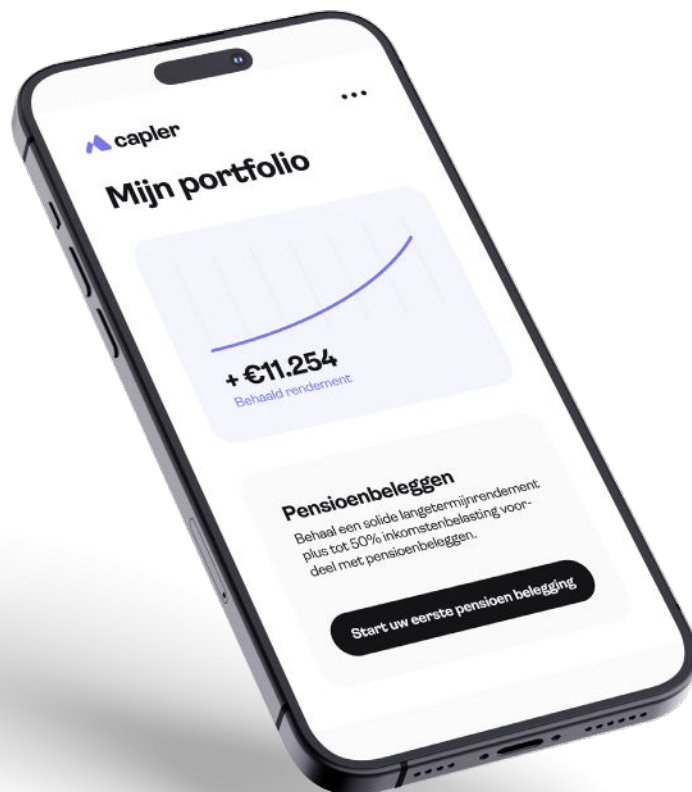 capler
Mijn portfolio
+ €11.254
Behaald rendement
Pensioenbeleggen
Behaal een solide langetermijnrendement
plus tot 50% inkomstenbelasting voor-
deel met pensioenbeleggen.
Start uw eerste pensioen belegging